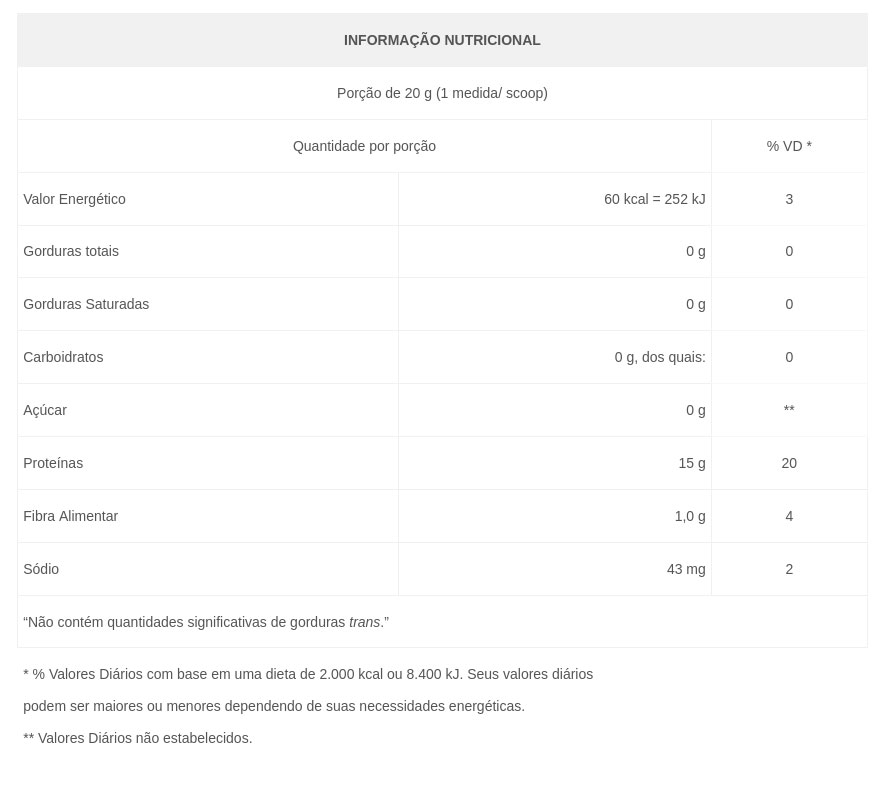 INFORMAÇÃO NUTRICIONAL
Porção de 20 g (1 medida/ scoop)
Quantidade por porção % VD *
Valor Energético 60 kcal = 252 kJ 3
Gorduras totais 0 g 0
Gorduras Saturadas 0 g 0
Carboidratos 0 g, dos quais: 0
Açúcar 0 g **
Proteínas 15 g 20
Fibra Alimentar 1,0 g 4
Sódio 43 mg 2
“Não contém quantidades significativas de gorduras trans.”
* % Valores Diários com base em uma dieta de 2.000 kcal ou 8.400 kJ. Seus valores diários
podem ser maiores ou menores dependendo de suas necessidades energéticas.
** Valores Diários não estabelecidos.